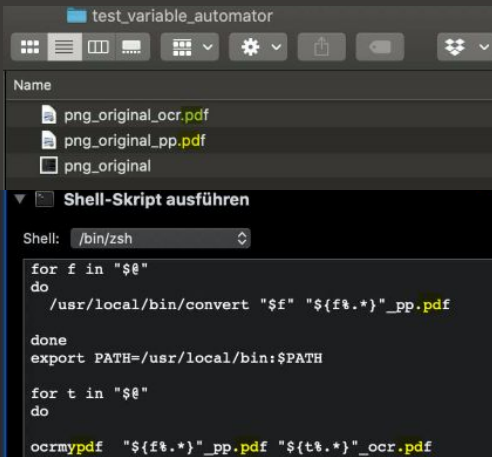 test_variable_automator
Name
png_original_ocr.pdf
png_original_pp.pdf
png_original
Shell-Skript ausführen
Shell: /bin/zsh
for f in "$@"
do
/usr/local/bin/convert "$f" "${f%.*}"_pp.pdf
done
export PATH=/usr/local/bin:$PATH
for t in "$@"
do
ocrmypdf "${f%.*}"_pp.pdf "${t%.*}"_ocr.pdf